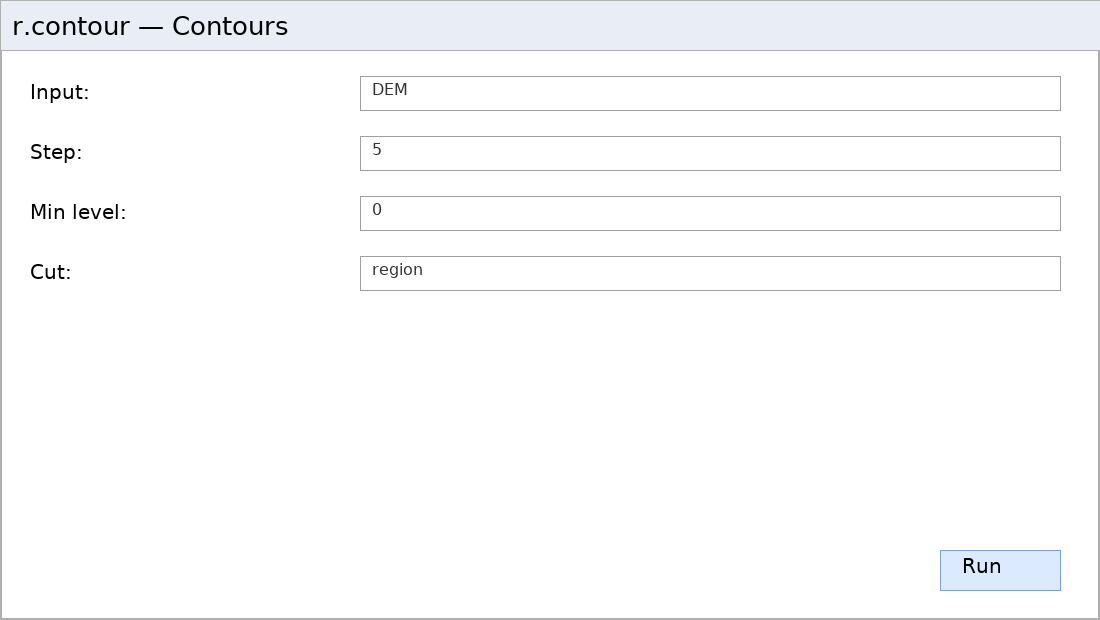 r.contour — Contours
Input: DEM
Step: 5
Min level: 0
Cut: region
Run